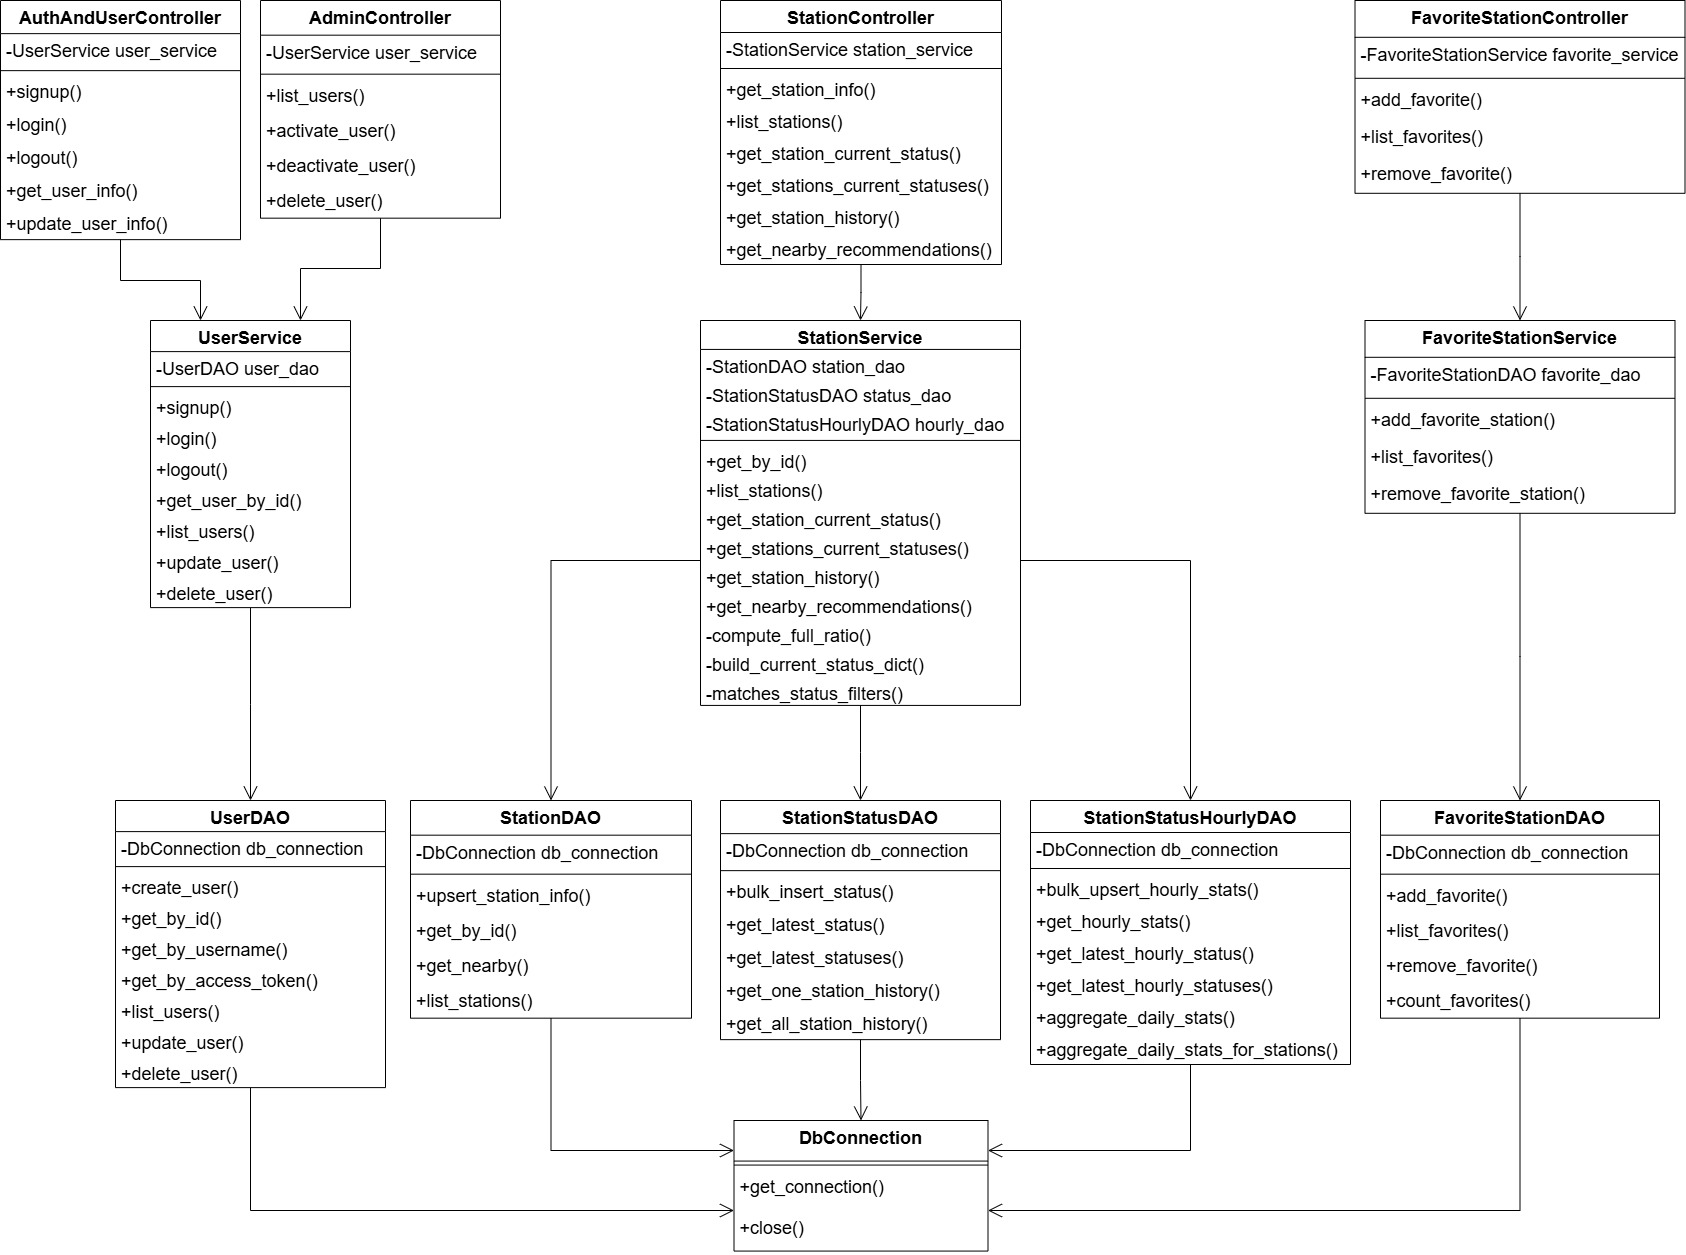 AuthAndUserController
-UserService user_service
+signup()
+login()
+logout()
+get_user_info()
+update_user_info()
AdminController
-UserService user_service
+list_users()
+activate_user()
+deactivate_user()
+delete_user()
StationController
-StationService station_service
+get_station_info()
+list_stations()
+get_station_current_status()
+get_stations_current_statuses()
+get_station_history()
+get_nearby_recommendations()
FavoriteStationController
-FavoriteStationService favorite_service
+add_favorite()
+list_favorites()
+remove_favorite()
UserService
-UserDAO user_dao
+signup()
+login()
+logout()
+get_user_by_id()
+list_users()
+update_user()
+delete_user()
StationService
-StationDAO station_dao
-StationStatusDAO status_dao
-StationStatusHourlyDAO hourly_dao
+get_by_id()
+list_stations()
+get_station_current_status()
+get_stations_current_statuses()
+get_station_history()
+get_nearby_recommendations()
-compute_full_ratio()
-build_current_status_dict()
-matches_status_filters()
FavoriteStationService
-FavoriteStationDAO favorite_dao
+add_favorite_station()
+list_favorites()
+remove_favorite_station()
UserDAO
-DbConnection db_connection
+create_user()
+get_by_id()
+get_by_username()
+get_by_access_token()
+list_users()
+update_user()
+delete_user()
StationDAO
-DbConnection db_connection
+upsert_station_info()
+get_by_id()
+get_nearby()
+list_stations()
StationStatusDAO
-DbConnection db_connection
+bulk_insert_status()
+get_latest_status()
+get_latest_statuses()
+get_one_station_history()
+get_all_station_history()
StationStatusHourlyDAO
-DbConnection db_connection
+bulk_upsert_hourly_stats()
+get_hourly_stats()
+get_latest_hourly_status()
+get_latest_hourly_statuses()
+aggregate_daily_stats()
+aggregate_daily_stats_for_stations()
FavoriteStationDAO
-DbConnection db_connection
+add_favorite()
+list_favorites()
+remove_favorite()
+count_favorites()
DbConnection
+get_connection()
+close()